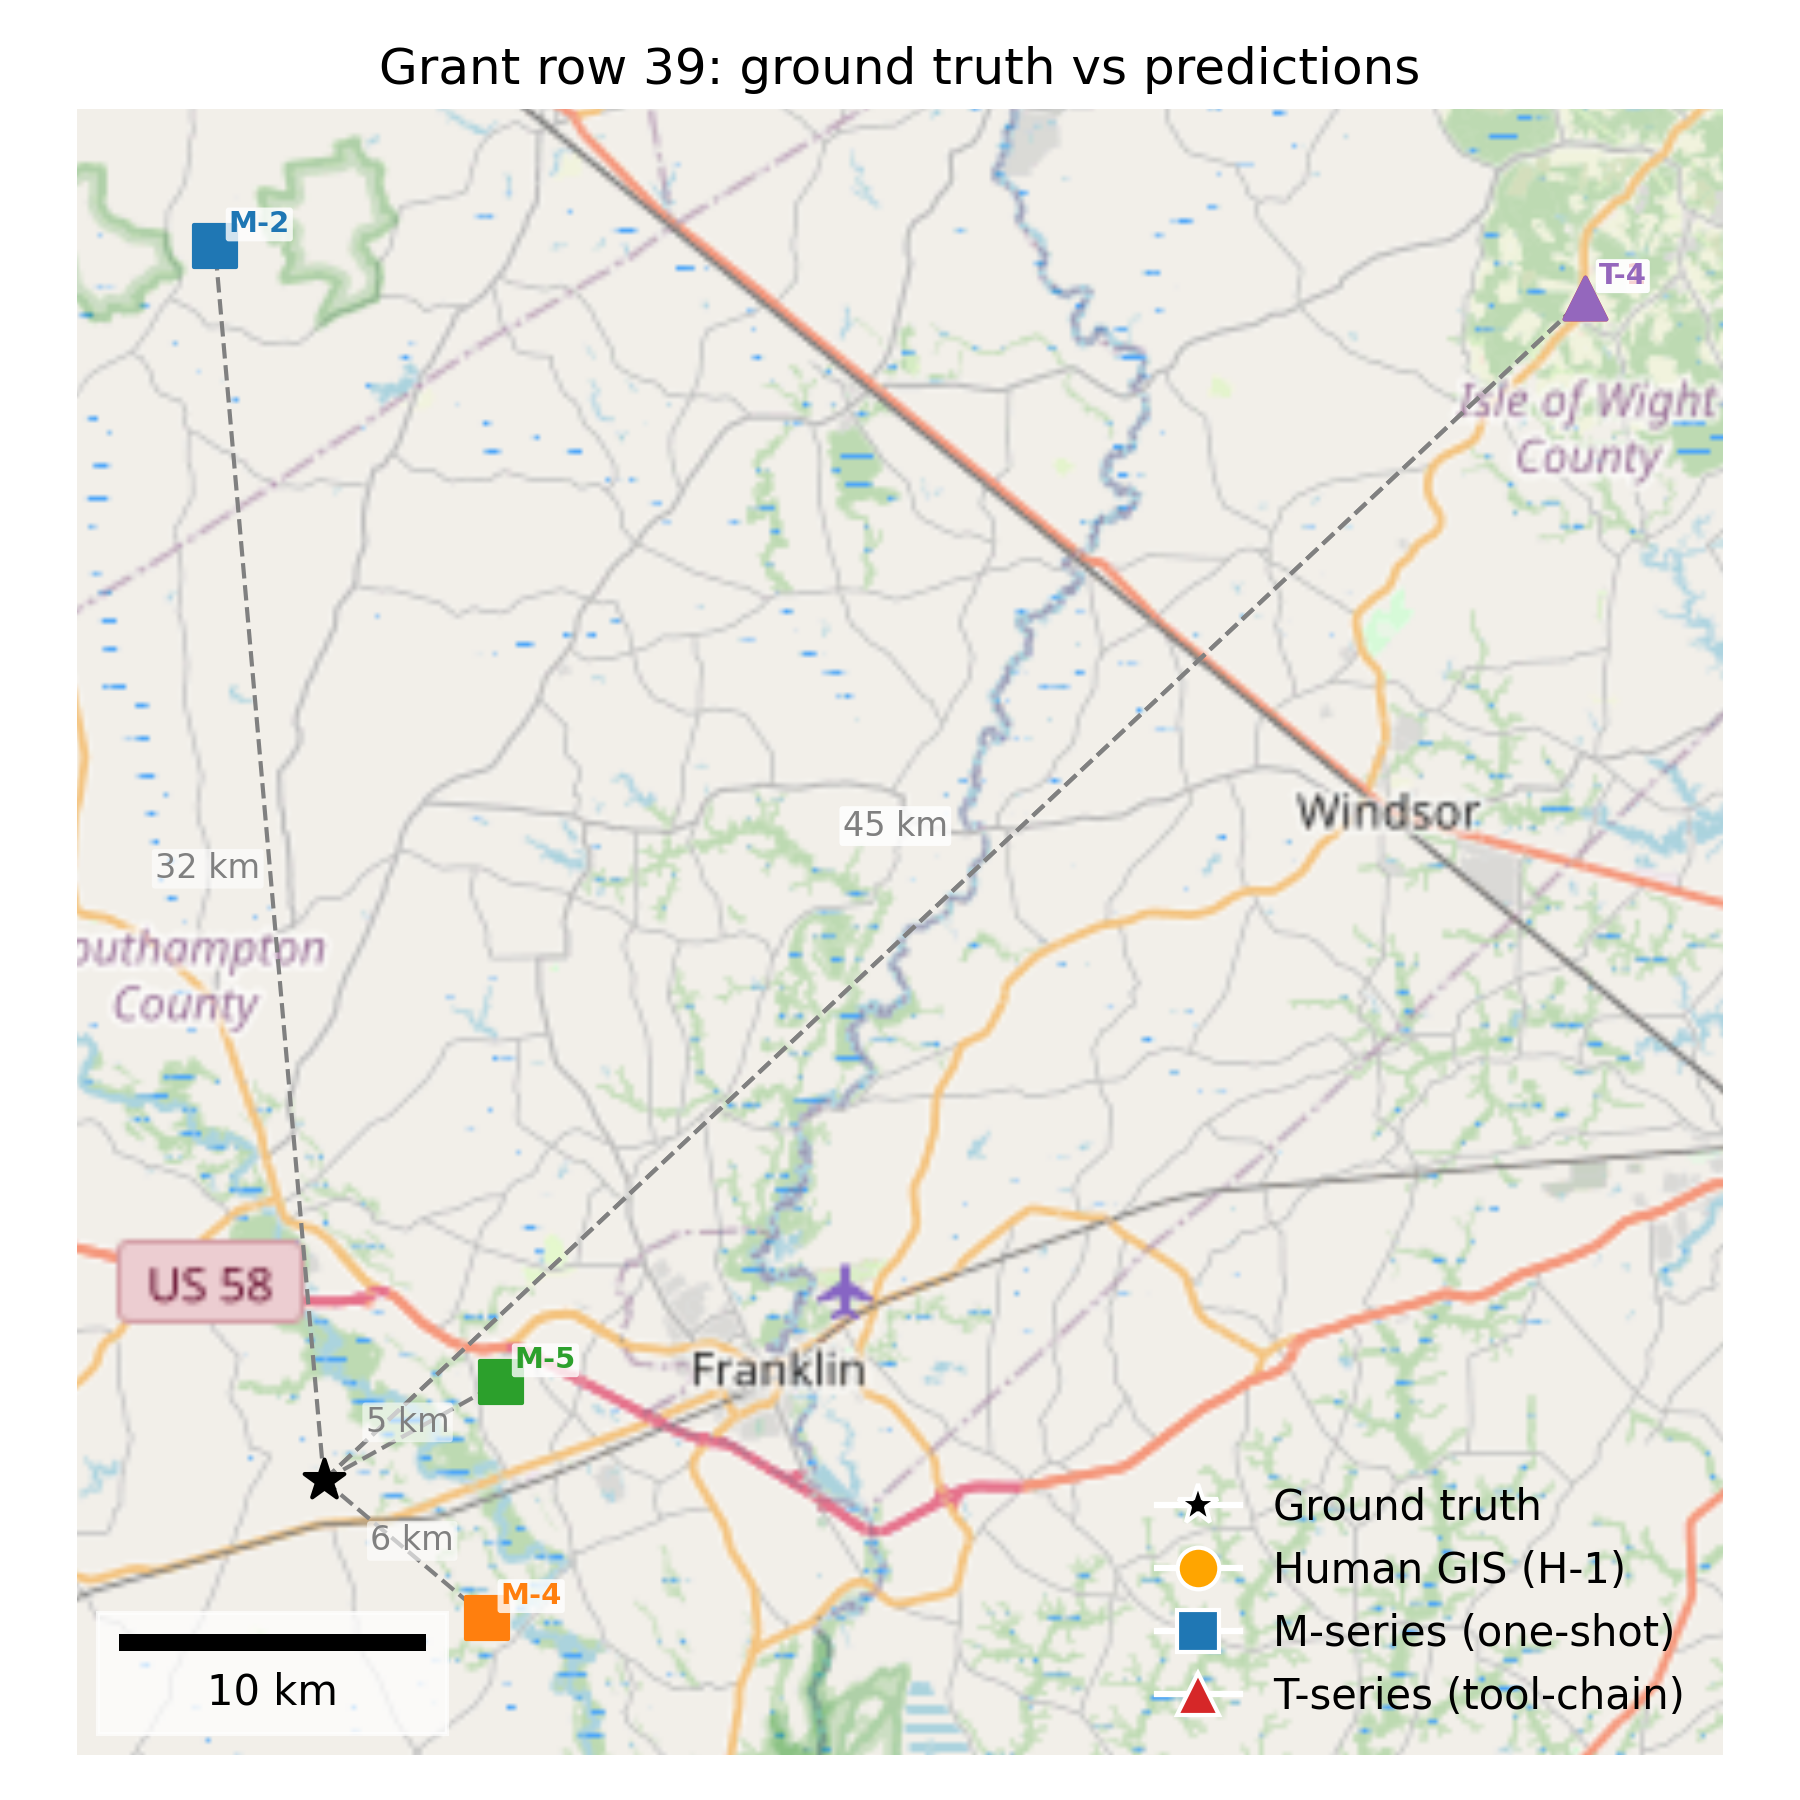 Grant row 39: ground truth vs predictions
M-2
T-4
Isle of Wight
County
45 km
Windsor
32 km
outhampton
County
US 58
M-5
Franklin
5 km
6 km
M-4
10 km
Ground truth
Human GIS (H-1)
M-series (one-shot)
T-series (tool-chain)